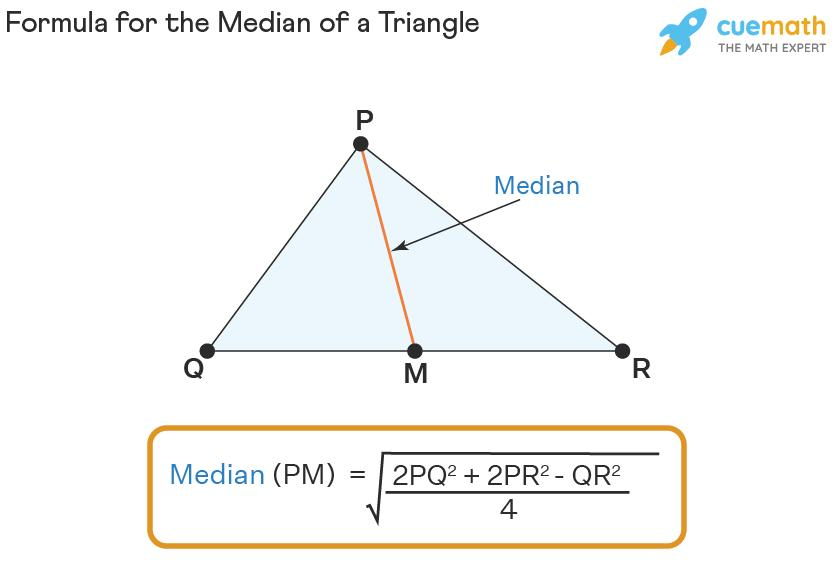 Formula for the Median of a Triangle
cuemath
THE MATH EXPERT
P
Median
Q
M
R
Median (PM) = √(2PQ² + 2PR² - QR²
4)